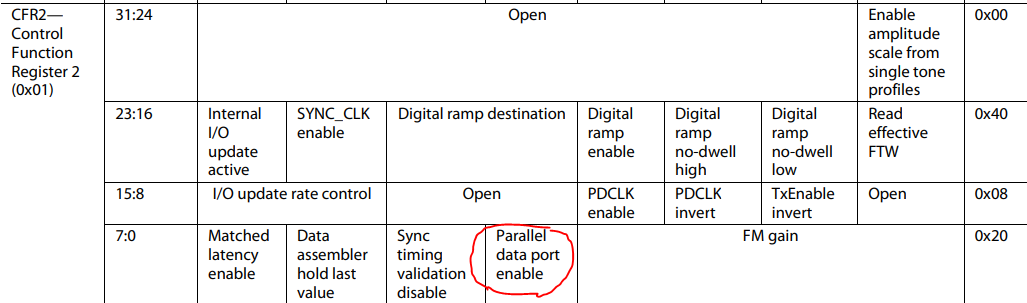 CFR2—
Control
Function
Register 2
(0x01)
31:24
Open
Enable
amplitude
scale from
single tone
profiles
0x00
23:16
Internal
I/O
update
active
SYNC_CLK
enable
Digital ramp destination
Digital
ramp
enable
Digital
ramp
no-dwell
high
Digital
ramp
no-dwell
low
Read
effective
FTW
0x40
15:8
I/O update rate control
Open
PDCLK
enable
PDCLK
invert
TxEnable
invert
Open
0x08
7:0
Matched
latency
enable
Data
assembler
hold last
value
Sync
timing
validation
disable
Parallel
data port
enable
FM gain
0x20